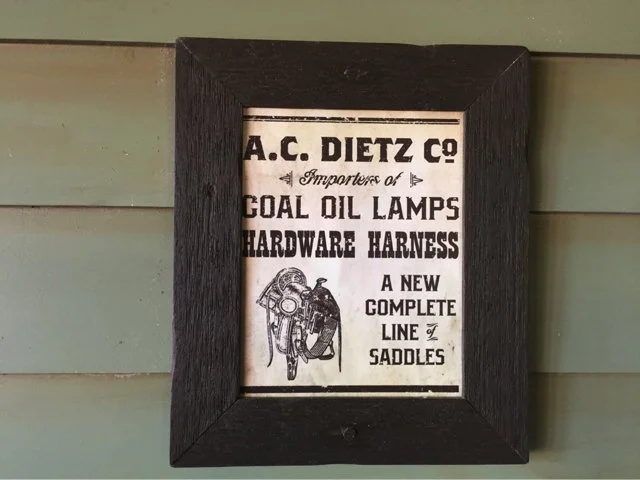 A.C. DIETZ CO
Importers of
COAL OIL LAMPS
HARDWARE HARNESS
A NEW
COMPLETE
LINE of
SADDLES